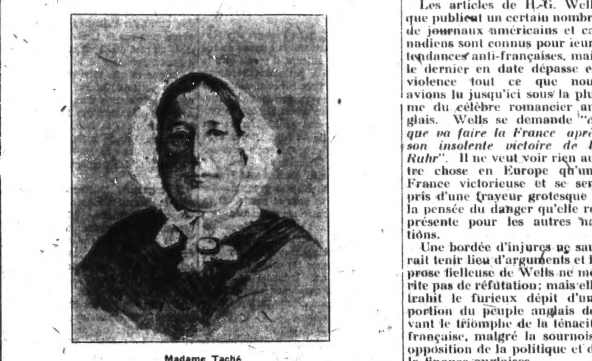 Madame Taché
Les articles de H.-G. Well
que publient un certain nombr
de journaux américains et ca
nadiens sont connus pour leur
tendances anti-françaises, mai
le dernier en date dépasse e
violence tout ce que nou
avions lu jusqu'ici sous la plu
me du célèbre romancier an
glais. Wells se demande "c
que va faire la France aprè
son insolente victoire de l
Ruhr". Il ne veut voir rien au
tre chose en Europe qu'un
France victorieuse et se sen
pris d'une frayeur grotesque
la pensée du danger qu'elle re
présente pour les autres na
tions.
Une bordée d'injures ne sau
rait tenir lieu d'arguments et l
prose fielleuse de Wells ne mé
rite pas de réfutation; mais ell
trahit le furieux dépit d'un
portion du peuple anglais de
vant le triomphe de la ténacit
française, malgré la sournois
opposition de la politique et d